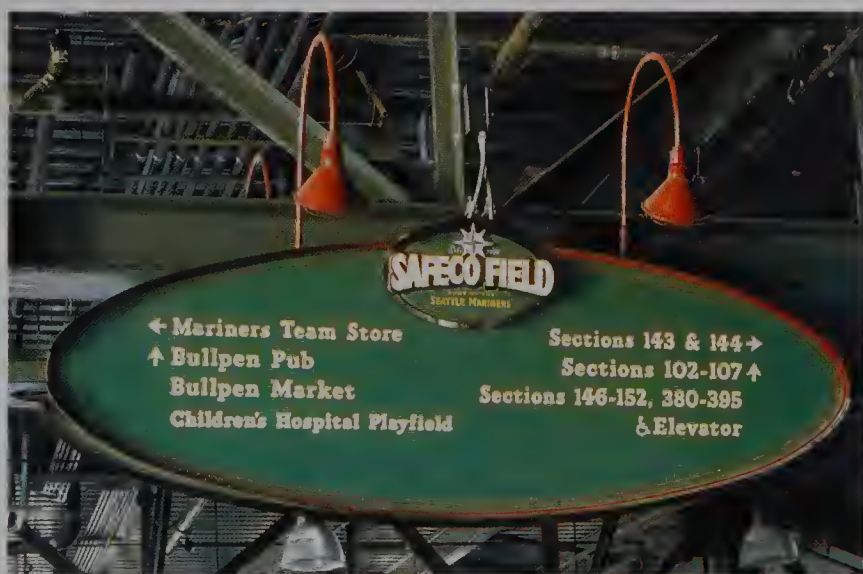 SAFECO FIELD
SEATTLE MARINERS
← Mariners Team Store
↑ Bullpen Pub
Bullpen Market
Children's Hospital Playfield
Sections 143 & 144 →
Sections 102-107 ↑
Sections 146-152, 380-395
♿ Elevator